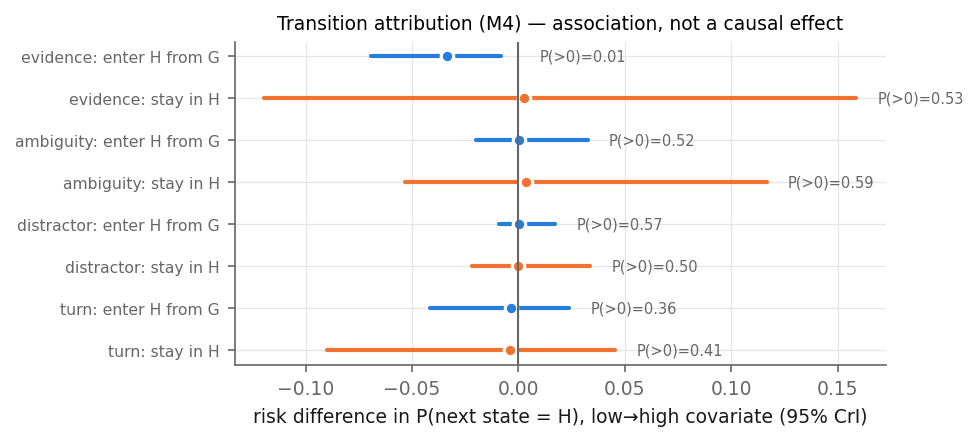 Transition attribution (M4) — association, not a causal effect
evidence: enter H from G
P(>0)=0.01
evidence: stay in H
P(>0)=0.53
ambiguity: enter H from G
P(>0)=0.52
ambiguity: stay in H
P(>0)=0.59
distractor: enter H from G
P(>0)=0.57
distractor: stay in H
P(>0)=0.50
turn: enter H from G
P(>0)=0.36
turn: stay in H
P(>0)=0.41
−0.10 −0.05 0.00 0.05 0.10 0.15
risk difference in P(next state = H), low→high covariate (95% CrI)